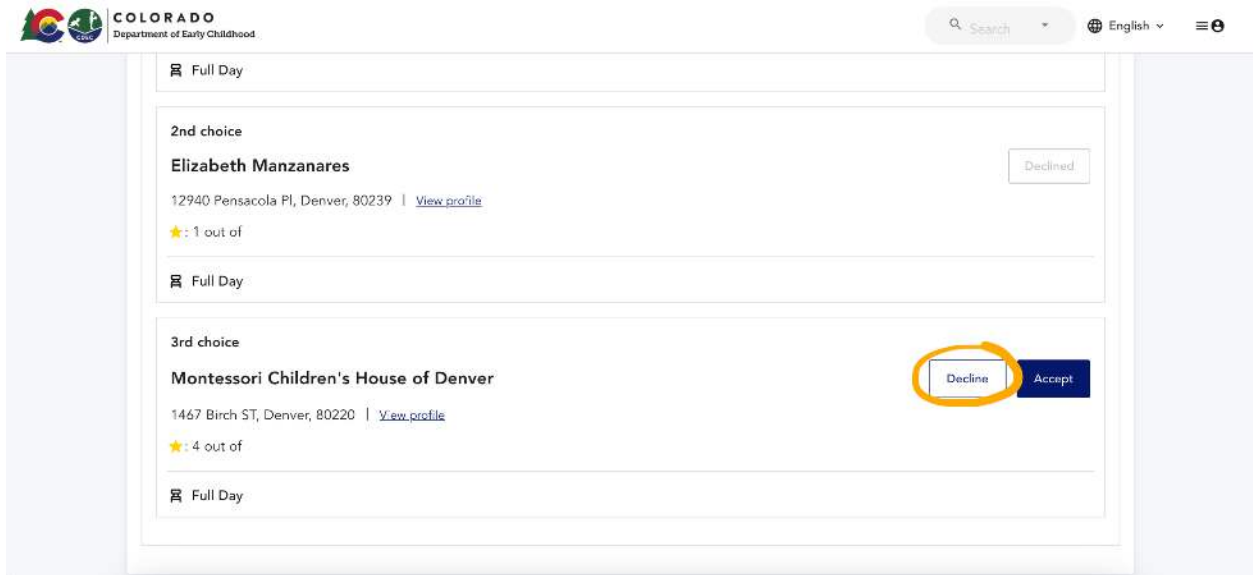 COLORADO
Department of Early Childhood
CDEC
Search
English
Full Day
2nd choice
Elizabeth Manzanares
Declined
12940 Pensacola Pl, Denver, 80239 | View profile
: 1 out of
Full Day
3rd choice
Montessori Children's House of Denver
Decline
Accept
1467 Birch ST, Denver, 80220 | View profile
: 4 out of
Full Day